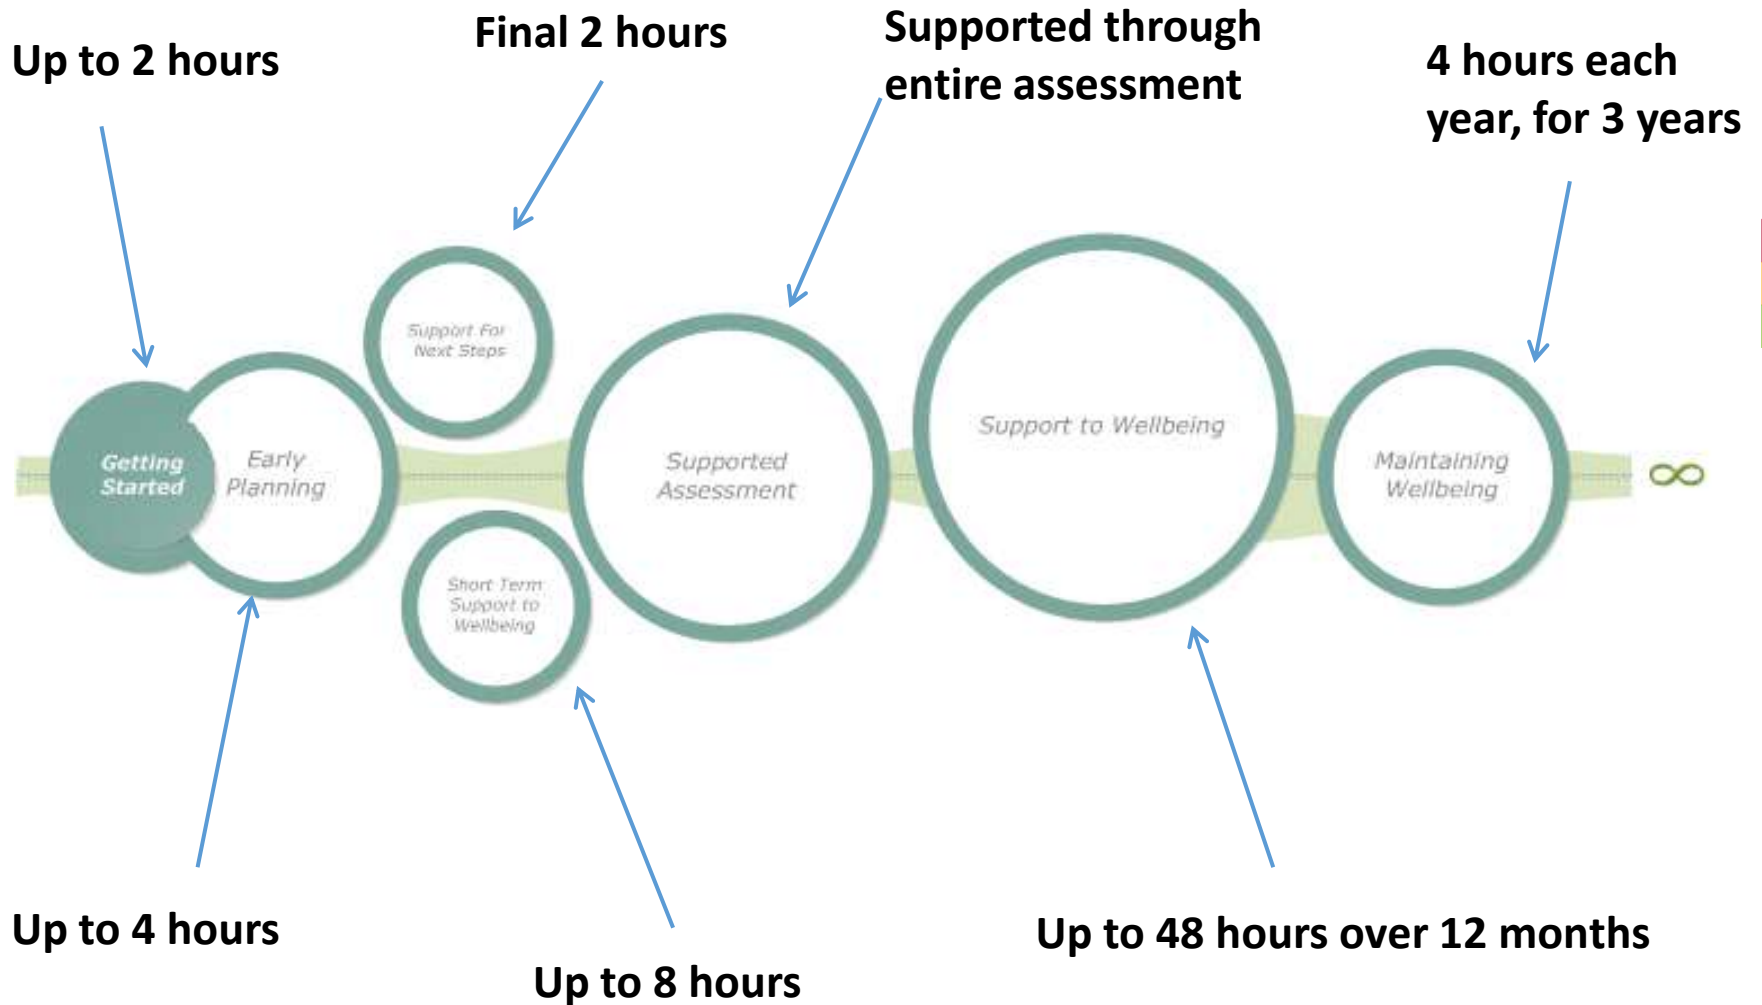 Up to 2 hours
Final 2 hours
Supported through
entire assessment
4 hours each
year, for 3 years
Support For
Next Steps
Getting
Started
Early
Planning
Supported
Assessment
Support to Wellbeing
Maintaining
Wellbeing
∞
Short Term
Support to
Wellbeing
Up to 4 hours
Up to 8 hours
Up to 48 hours over 12 months